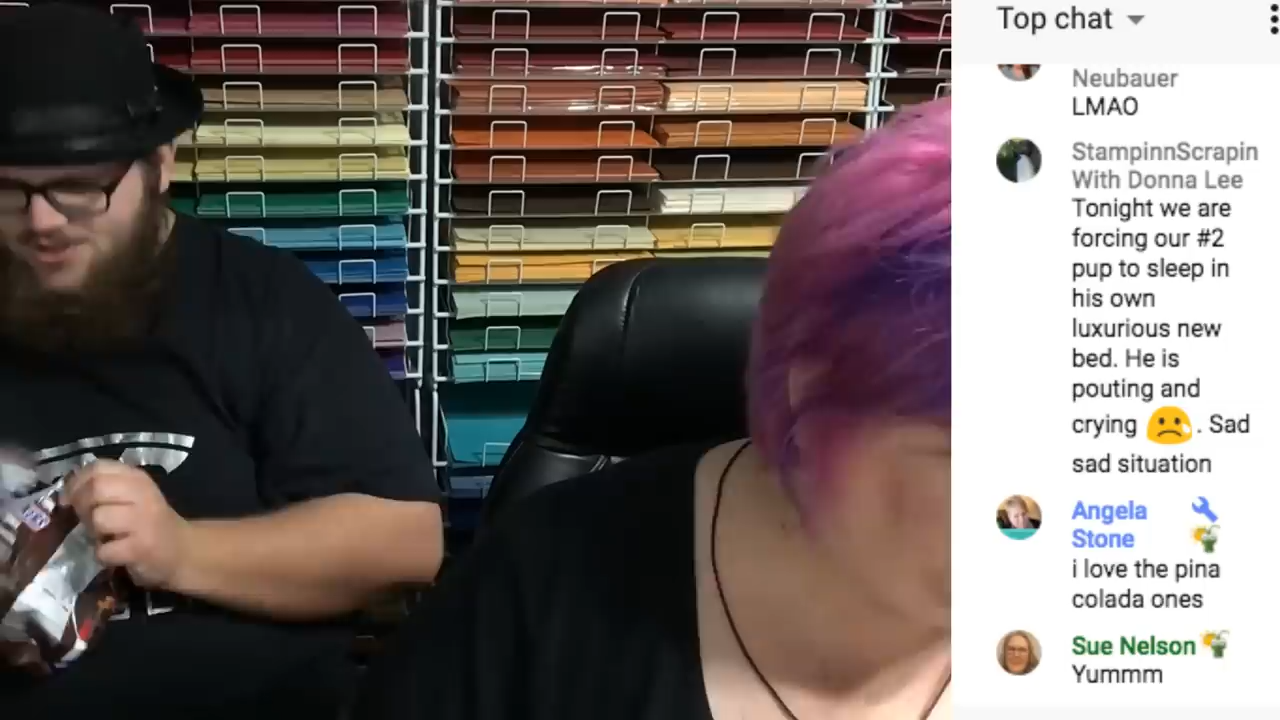 Top chat
Neubauer
LMAO
StampinnScrapin
With Donna Lee
Tonight we are
forcing our #2
pup to sleep in
his own
luxurious new
bed. He is
pouting and
crying 😢. Sad
sad situation
Angela
Stone
i love the pina
colada ones
Sue Nelson
Yummm